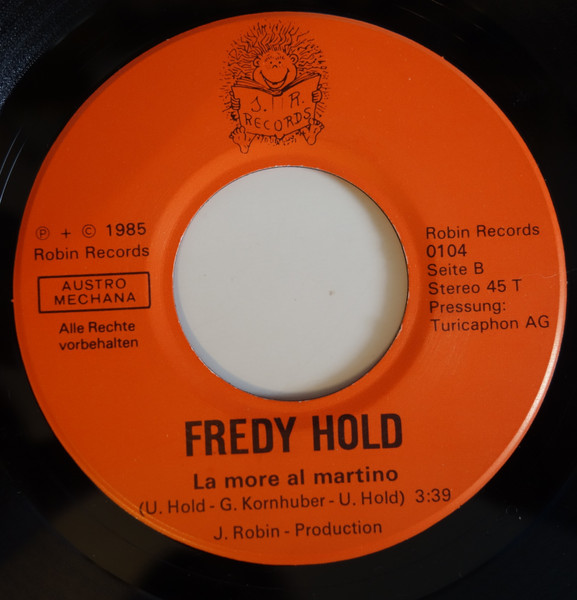 J. R.
RECORDS
℗ + © 1985
Robin Records
AUSTRO
MECHANA
Alle Rechte
vorbehalten
Robin Records
0104
Seite B
Stereo 45 T
Pressung:
Turicaphon AG
FREDY HOLD
La more al martino
(U. Hold - G. Kornhuber - U. Hold) 3:39
J. Robin - Production